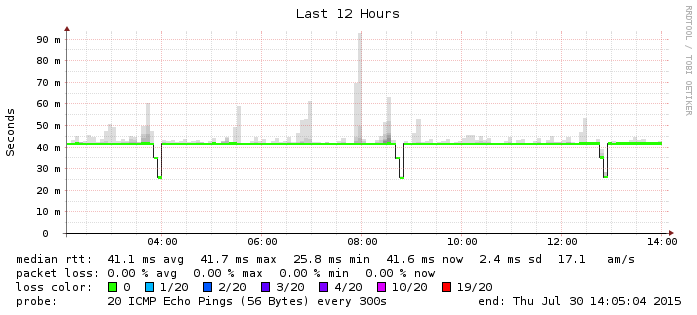 Last 12 Hours
RRDTOOL / TOBI OETIKER
Seconds
90 m
80 m
70 m
60 m
50 m
40 m
30 m
20 m
10 m
0
04:00 06:00 08:00 10:00 12:00 14:00
median rtt: 41.1 ms avg 41.7 ms max 25.8 ms min 41.6 ms now 2.4 ms sd 17.1 am/s
packet loss: 0.00 % avg 0.00 % max 0.00 % min 0.00 % now
loss color: 0 1/20 2/20 3/20 4/20 10/20 19/20
probe: 20 ICMP Echo Pings (56 Bytes) every 300s end: Thu Jul 30 14:05:04 2015